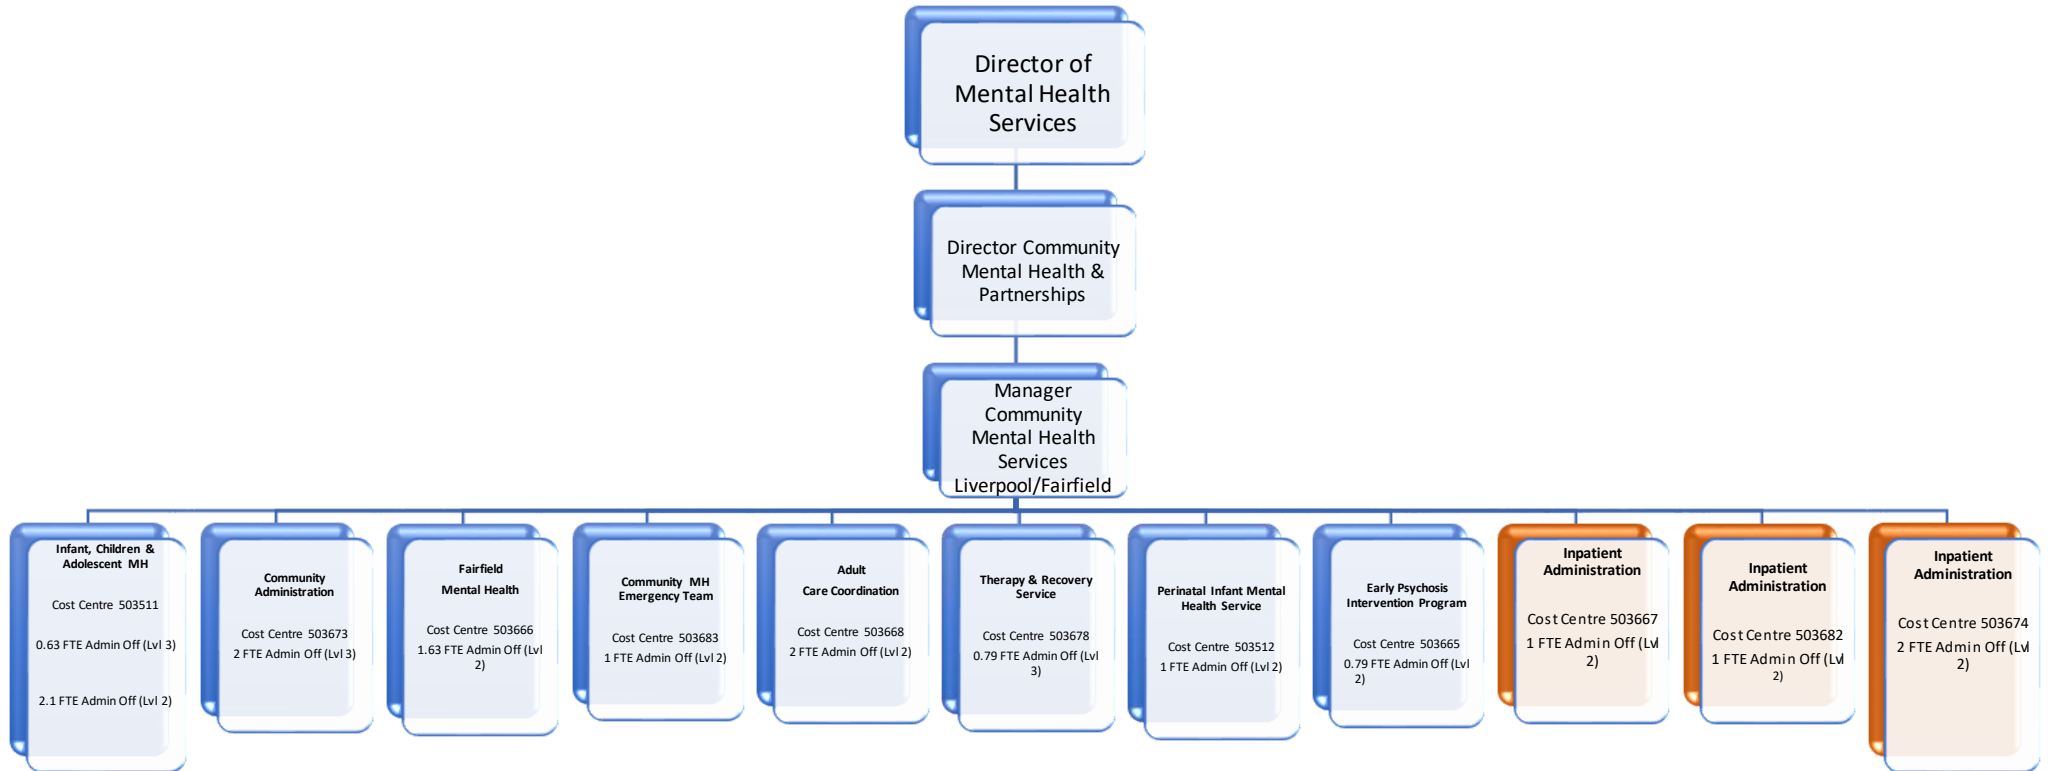 Director of
Mental Health
Services
Director Community
Mental Health &
Partnerships
Manager
Community
Mental Health
Services
Liverpool/Fairfield
Infant, Children &
Adolescent MH
Cost Centre 503511
0.63 FTE Admin Off (Lvl 3)
2.1 FTE Admin Off (Lvl 2)
Community
Administration
Cost Centre 503673
2 FTE Admin Off (Lvl 3)
Fairfield
Mental Health
Cost Centre 503666
1.63 FTE Admin Off (Lvl
2)
Community MH
Emergency Team
Cost Centre 503683
1 FTE Admin Off (Lvl 2)
Adult
Care Coordination
Cost Centre 503668
2 FTE Admin Off (Lvl 2)
Therapy & Recovery
Service
Cost Centre 503678
0.79 FTE Admin Off (Lvl
3)
Perinatal Infant Mental
Health Service
Cost Centre 503512
1 FTE Admin Off (Lvl 2)
Early Psychosis
Intervention Program
Cost Centre 503665
0.79 FTE Admin Off (Lvl
2)
Inpatient
Administration
Cost Centre 503667
1 FTE Admin Off (Lvl
2)
Inpatient
Administration
Cost Centre 503682
1 FTE Admin Off (Lvl
2)
Inpatient
Administration
Cost Centre 503674
2 FTE Admin Off (Lvl
2)